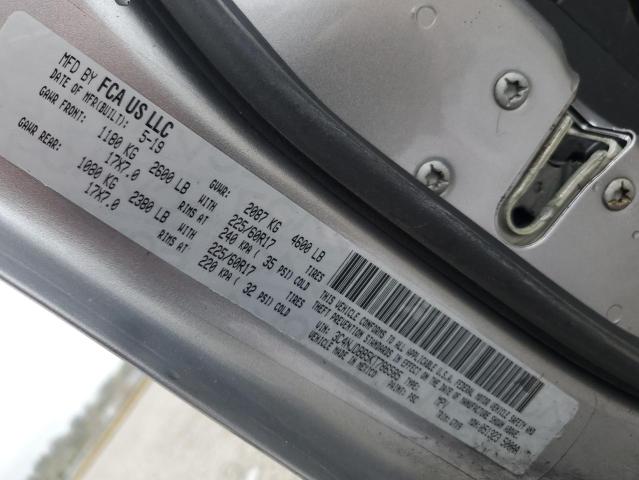 MFD BY FCA US LLC
DATE OF MFR(BUILT): 5-19 GVWR: 2087 KG 4600 LB
GAWR FRONT: 1180 KG 2600 LB WITH 225/60R17 TIRES
17X7.0 RIMS AT 240 KPA( 35 PSI) COLD
GAWR REAR: 1080 KG 2380 LB WITH 225/60R17 TIRES
17X7.0 RIMS AT 220 KPA( 32 PSI) COLD
THIS VEHICLE CONFORMS TO ALL APPLICABLE U.S.A. FEDERAL MOTOR VEHICLE SAFETY AND
THEFT PREVENTION STANDARDS IN EFFECT ON THE DATE OF MANUFACTURE SHOWN ABOVE.
VIN: TYPE: MPV
VEHICLE MADE IN MEXICO PAINT: PSC MDH: